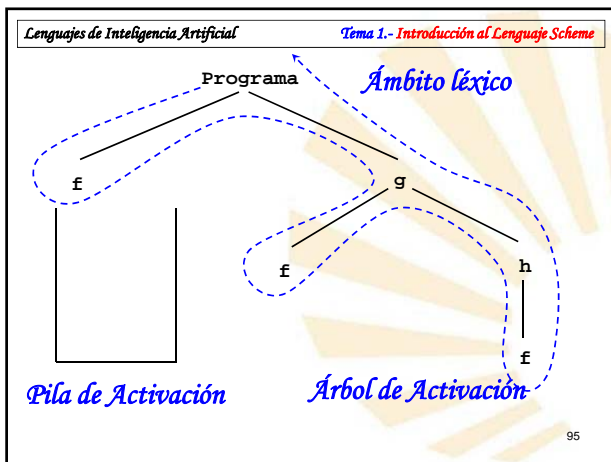 Lenguajes de Inteligencia Artificial Tema 1.- Introducción al Lenguaje Scheme
Programa Ámbito léxico
f g
f h
f
Pila de Activación Árbol de Activación
95